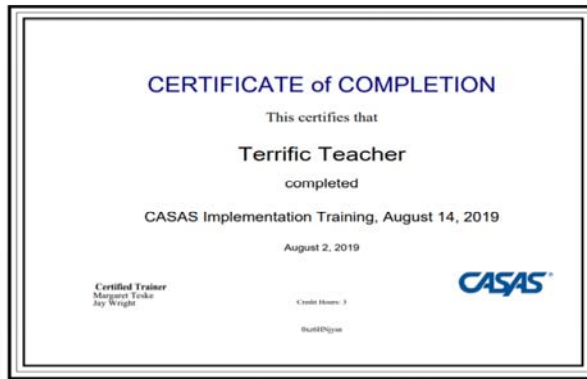 CERTIFICATE of COMPLETION
This certifies that
Terrific Teacher
completed
CASAS Implementation Training, August 14, 2019
August 2, 2019
Certified Trainer
Margaret Teske
Jay Wright
Credit Hours: 3
CASAS